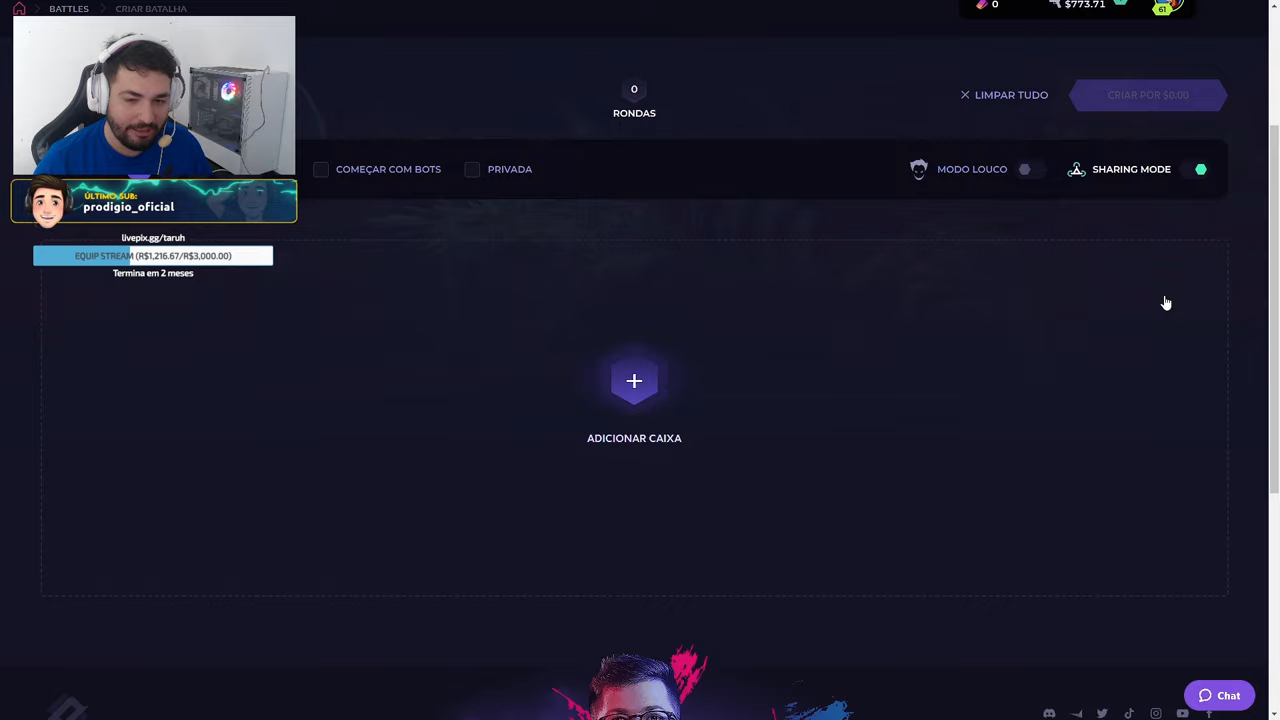 BATTLES
CRIAR BATALHA
0
$773.71
61
0
RONDAS
LIMPAR TUDO
CRIAR POR $0.00
COMEÇAR COM BOTS
PRIVADA
MODO LOUCO
SHARING MODE
ÚLTIMO SUB:
prodigio_oficial
livepix.gg/taruh
EQUIP STREAM (R$1,216.67/R$3,000.00)
Termina em 2 meses
ADICIONAR CAIXA
Chat